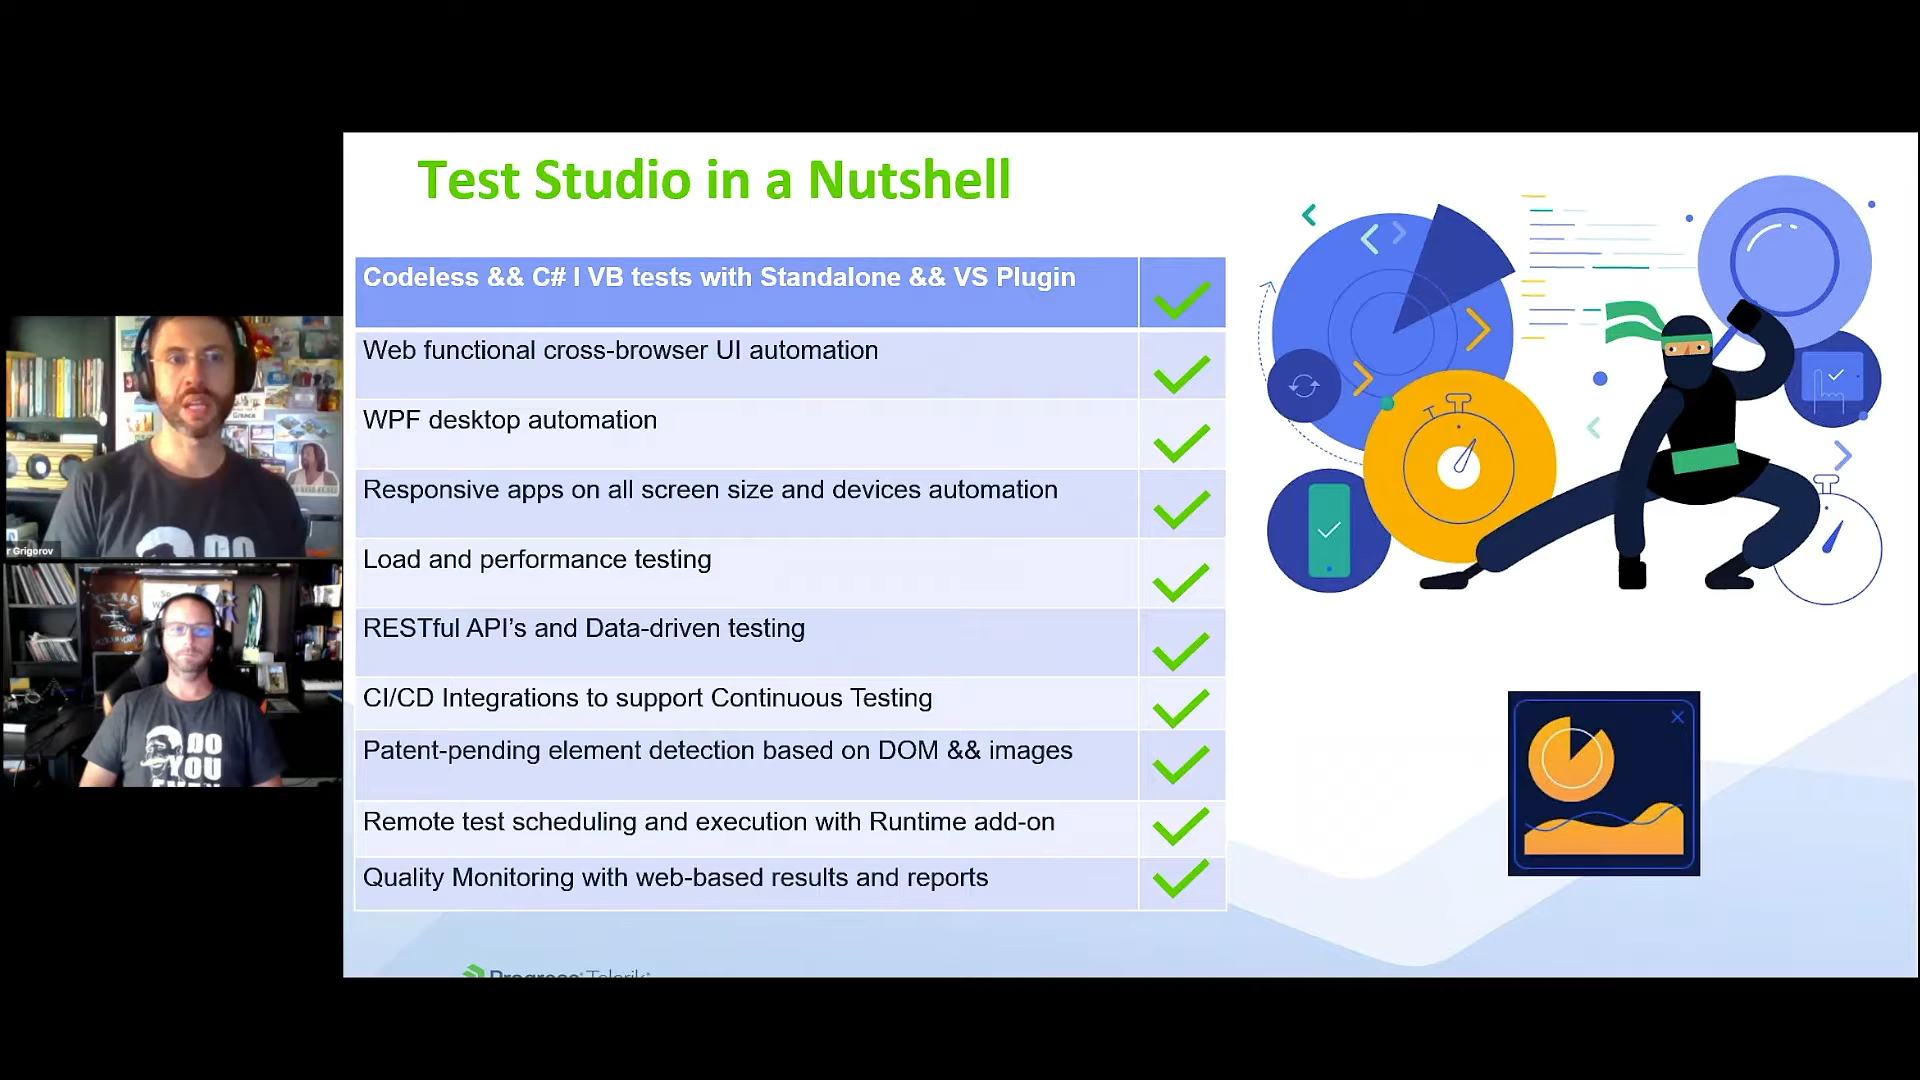 Test Studio in a Nutshell
Codeless && C# I VB tests with Standalone && VS Plugin
Web functional cross-browser UI automation
WPF desktop automation
Responsive apps on all screen size and devices automation
Load and performance testing
RESTful API’s and Data-driven testing
CI/CD Integrations to support Continuous Testing
Patent-pending element detection based on DOM && images
Remote test scheduling and execution with Runtime add-on
Quality Monitoring with web-based results and reports
Progress Telerik
r Grigorov
DO
TEXAS
So
DO
YOU